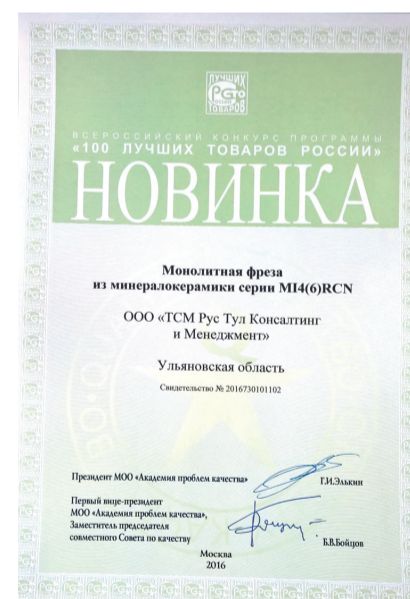 ЛУЧШИХ
ТОВАРОВ
ВСЕРОССИЙСКИЙ КОНКУРС ПРОГРАММЫ
«100 ЛУЧШИХ ТОВАРОВ РОССИИ»
НОВИНКА
Монолитная фреза
из минералокерамики серии MI4(6)RCN
ООО «ТСМ Рус Тул Консалтинг
и Менеджмент»
Ульяновская область
Свидетельство № 2016730101102
Президент МОО «Академия проблем качества»
Г.И.Элькин
Первый вице-президент
МОО «Академия проблем качества»,
Заместитель председателя
совместного Совета по качеству
Б.В.Бойцов
Москва
2016